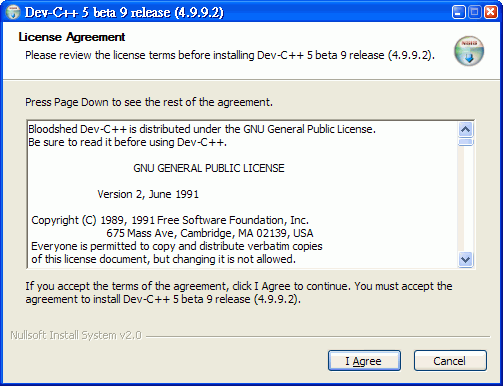 Dev-C++ 5 beta 9 release (4.9.9.2)
License Agreement
Please review the license terms before installing Dev-C++ 5 beta 9 release (4.9.9.2).
Press Page Down to see the rest of the agreement.
Bloodshed Dev-C++ is distributed under the GNU General Public License.
Be sure to read it before using Dev-C++.
GNU GENERAL PUBLIC LICENSE
Version 2, June 1991
Copyright (C) 1989, 1991 Free Software Foundation, Inc.
675 Mass Ave, Cambridge, MA 02139, USA
Everyone is permitted to copy and distribute verbatim copies
of this license document, but changing it is not allowed.
If you accept the terms of the agreement, click I Agree to continue. You must accept the
agreement to install Dev-C++ 5 beta 9 release (4.9.9.2).
Nullsoft Install System v2.0
I Agree
Cancel